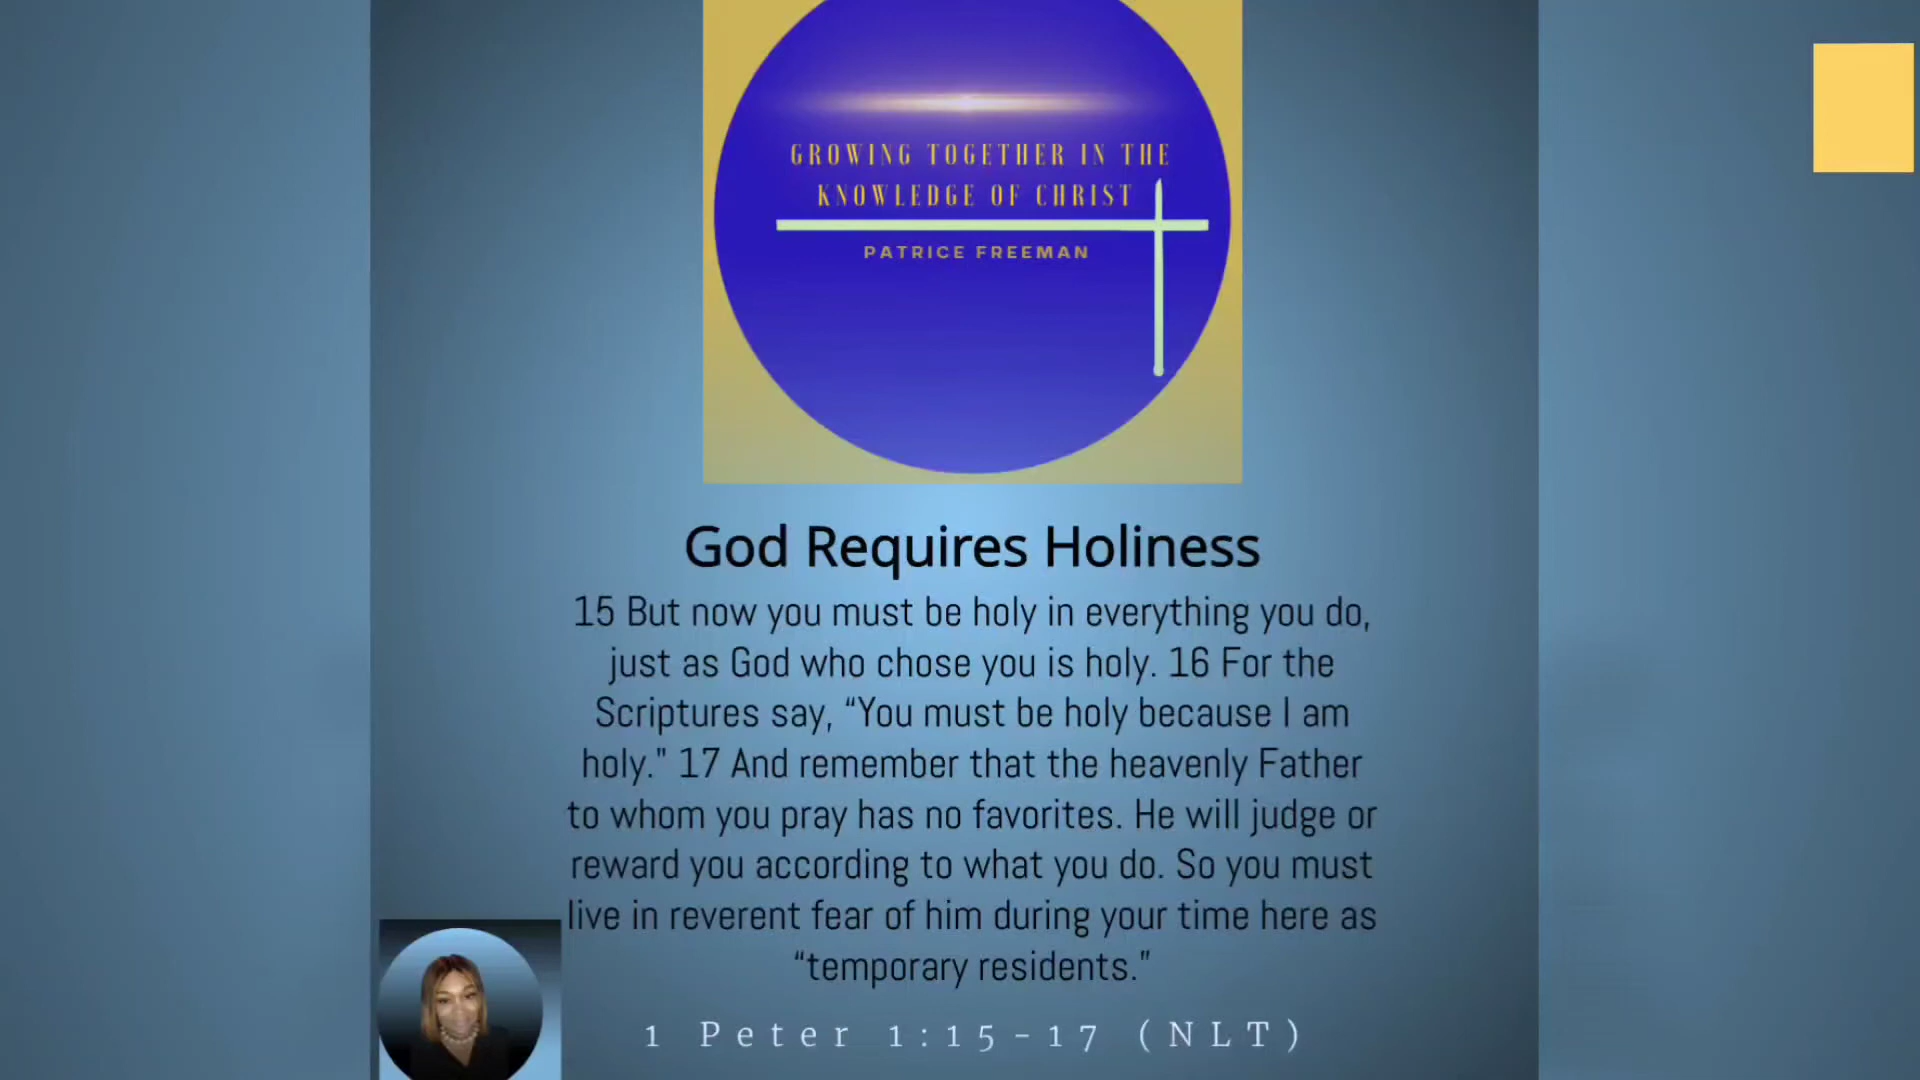 GROWING TOGETHER IN THE
KNOWLEDGE OF CHRIST
PATRICE FREEMAN
God Requires Holiness
15 But now you must be holy in everything you do,
just as God who chose you is holy. 16 For the
Scriptures say, “You must be holy because I am
holy.” 17 And remember that the heavenly Father
to whom you pray has no favorites. He will judge or
reward you according to what you do. So you must
live in reverent fear of him during your time here as
“temporary residents.”
1 Peter 1:15-17 (NLT)